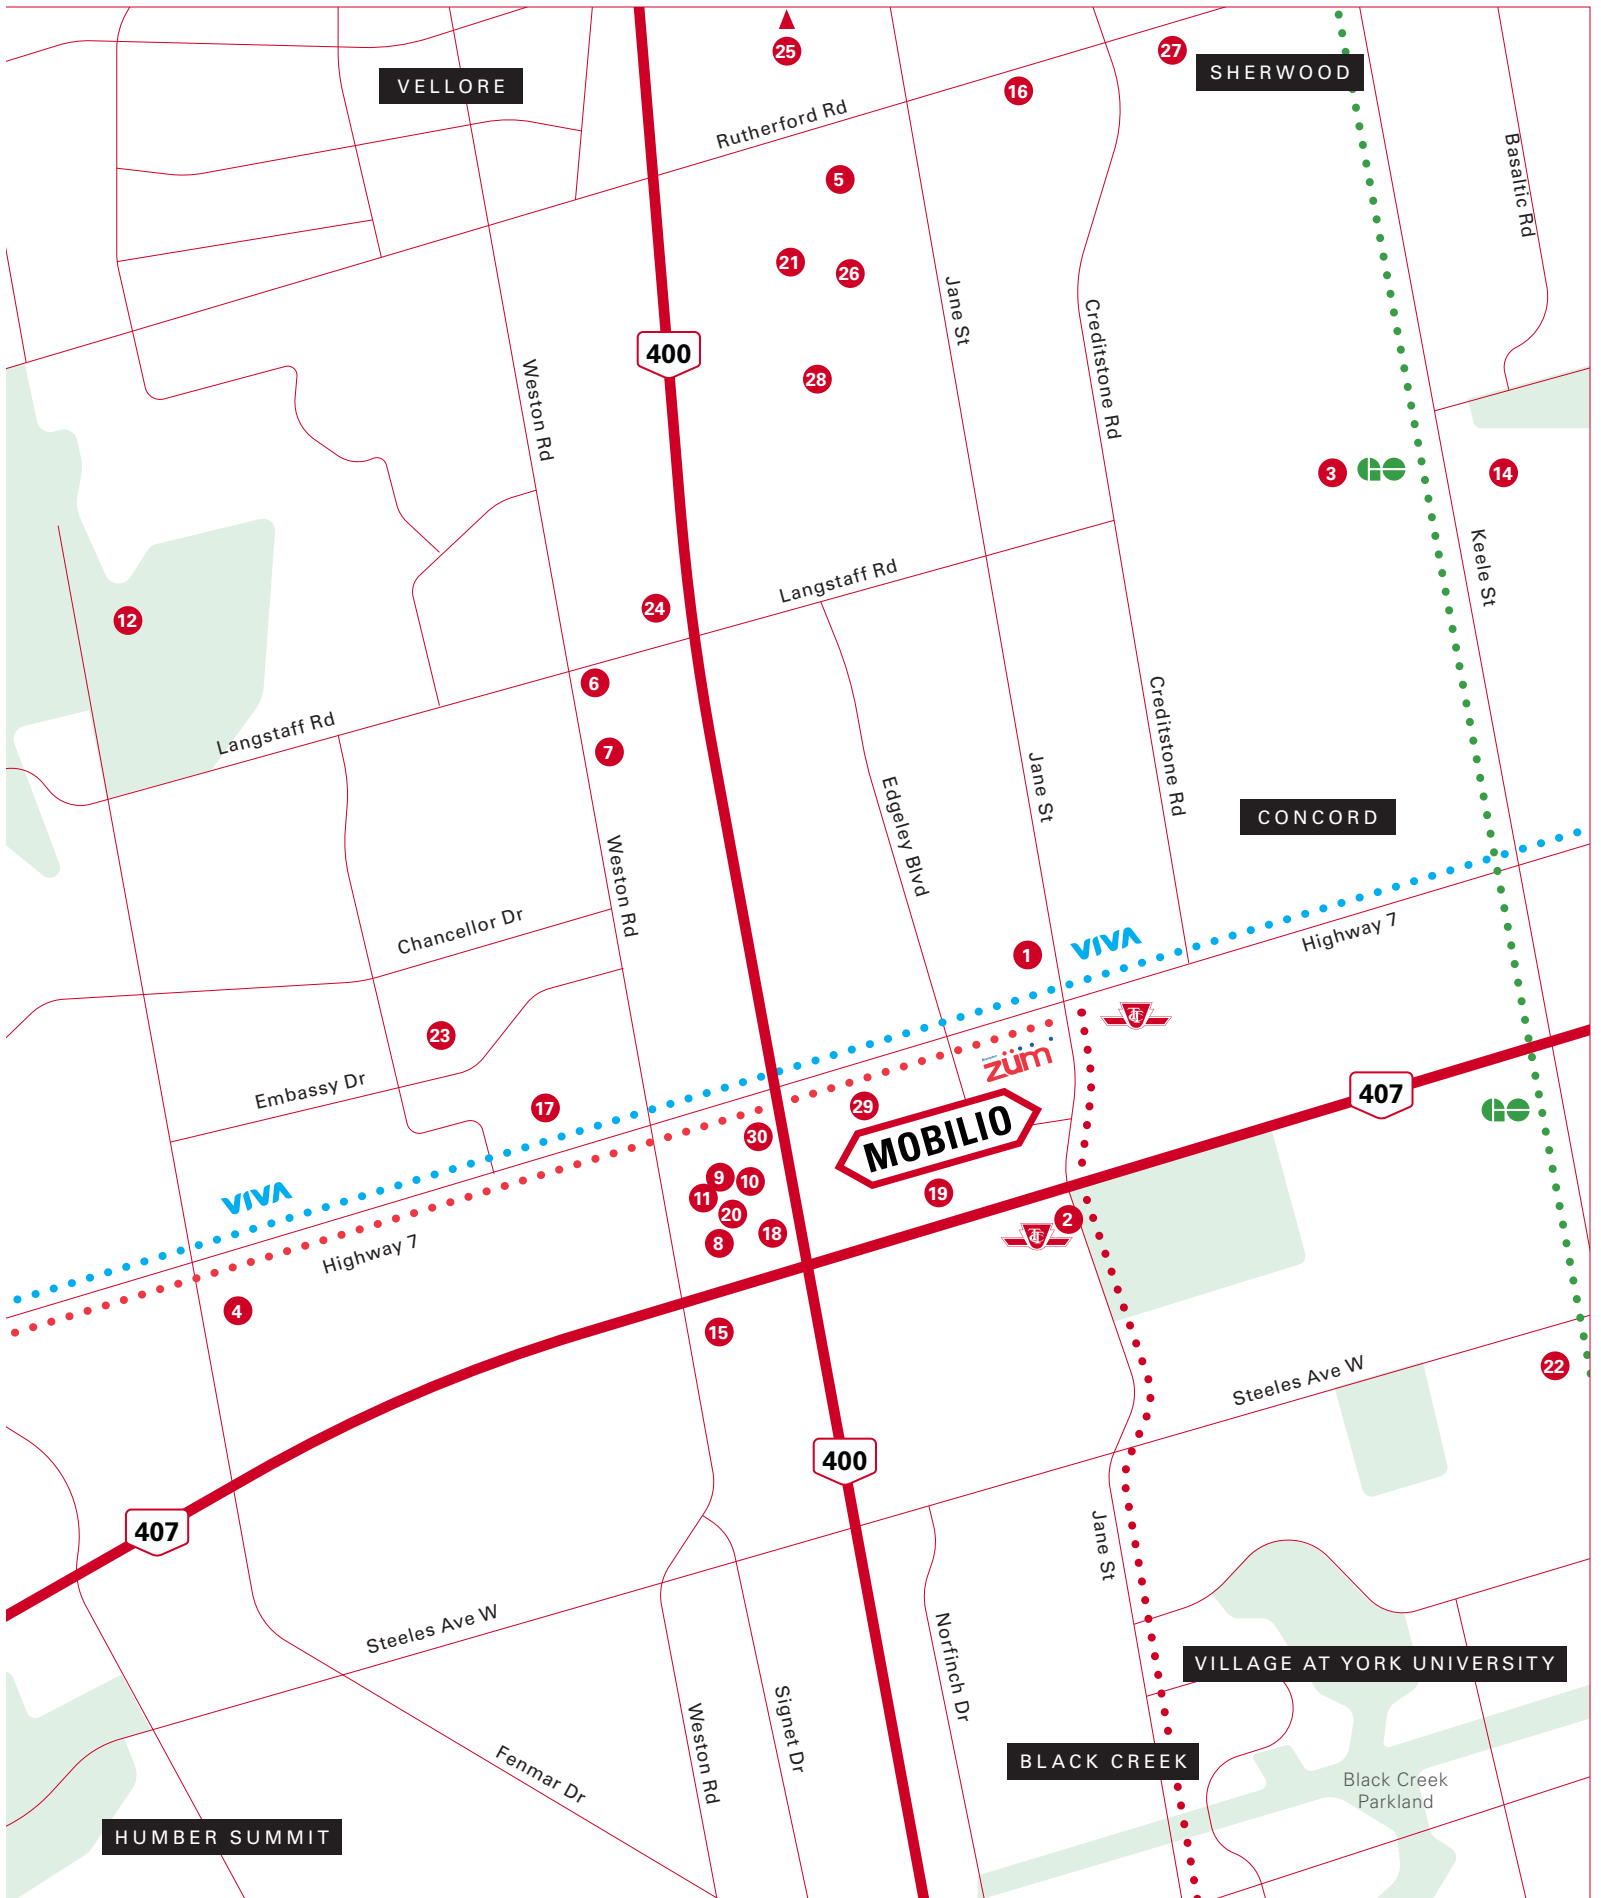 25
27
SHERWOOD
VELLORE
16
Rutherford Rd
5
Basaltic Rd
21
26
Jane St
Creditstone Rd
400
Weston Rd
28
3
14
Keele St
Langstaff Rd
24
12
6
Langstaff Rd
7
Creditstone Rd
Jane St
Edgeley Blvd
CONCORD
Weston Rd
Chancellor Dr
Highway 7
VIVA
1
TTC
23
züm
Embassy Dr
407
17
29
MOBILIO
30
9
10
11
19
VIVA
20
2
TTC
18
8
Highway 7
4
15
22
Steeles Ave W
400
407
Jane St
Steeles Ave W
Norfinch Dr
VILLAGE AT YORK UNIVERSITY
Signet Dr
Weston Rd
BLACK CREEK
Fenmar Dr
Black Creek
Parkland
HUMBER SUMMIT